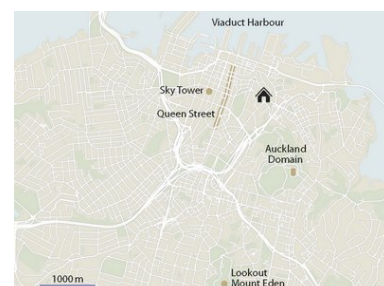 Viaduct Harbour
Sky Tower
Queen Street
Auckland
Domain
1000 m
Lookout
Mount Eden